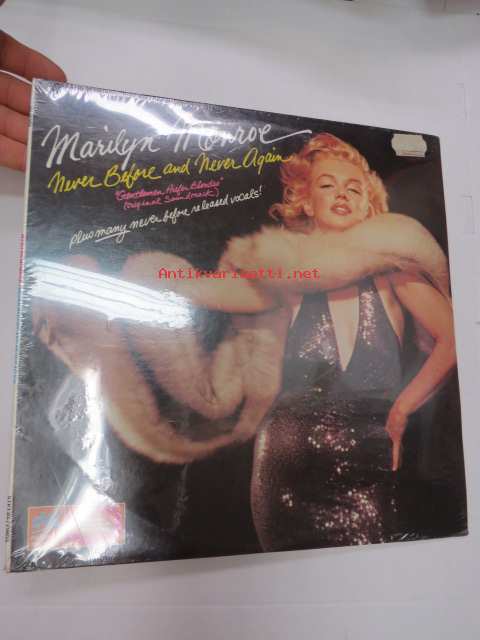 Marilyn Monroe
Never Before and Never Again
"Gentlemen Prefer Blondes"
(Original Soundtrack)
plus many never before released vocals!
Antikvariaatti.net